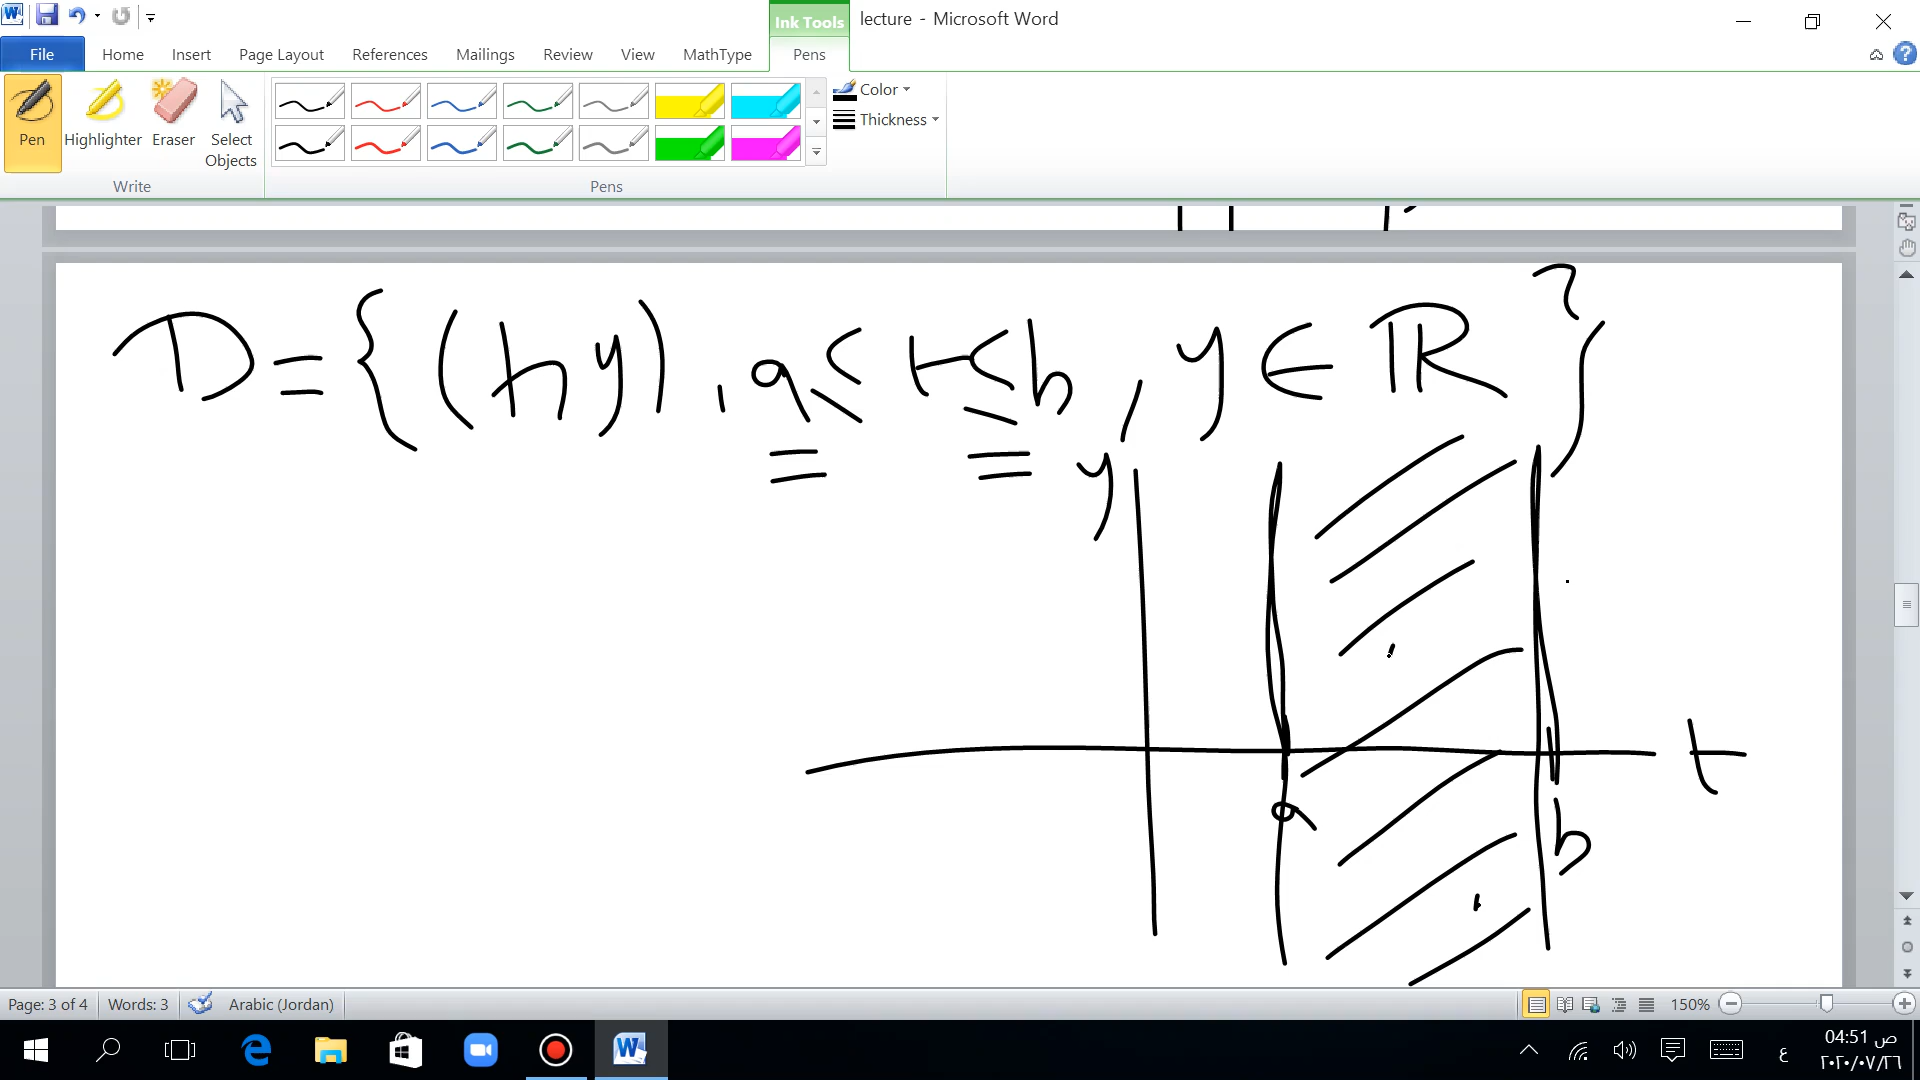 lecture - Microsoft Word
Ink Tools
File Home Insert Page Layout References Mailings Review View MathType Pens
Pen Highlighter Eraser Select Objects
Color
Thickness
Write Pens
D = { (t, y), a ≤ t ≤ b, y ∈ ℝ }
y
t
a
b
Page: 3 of 4 Words: 3 Arabic (Jordan) 150%
ع
04:51 ص
٢٠٢٠/٠٧/٢٦